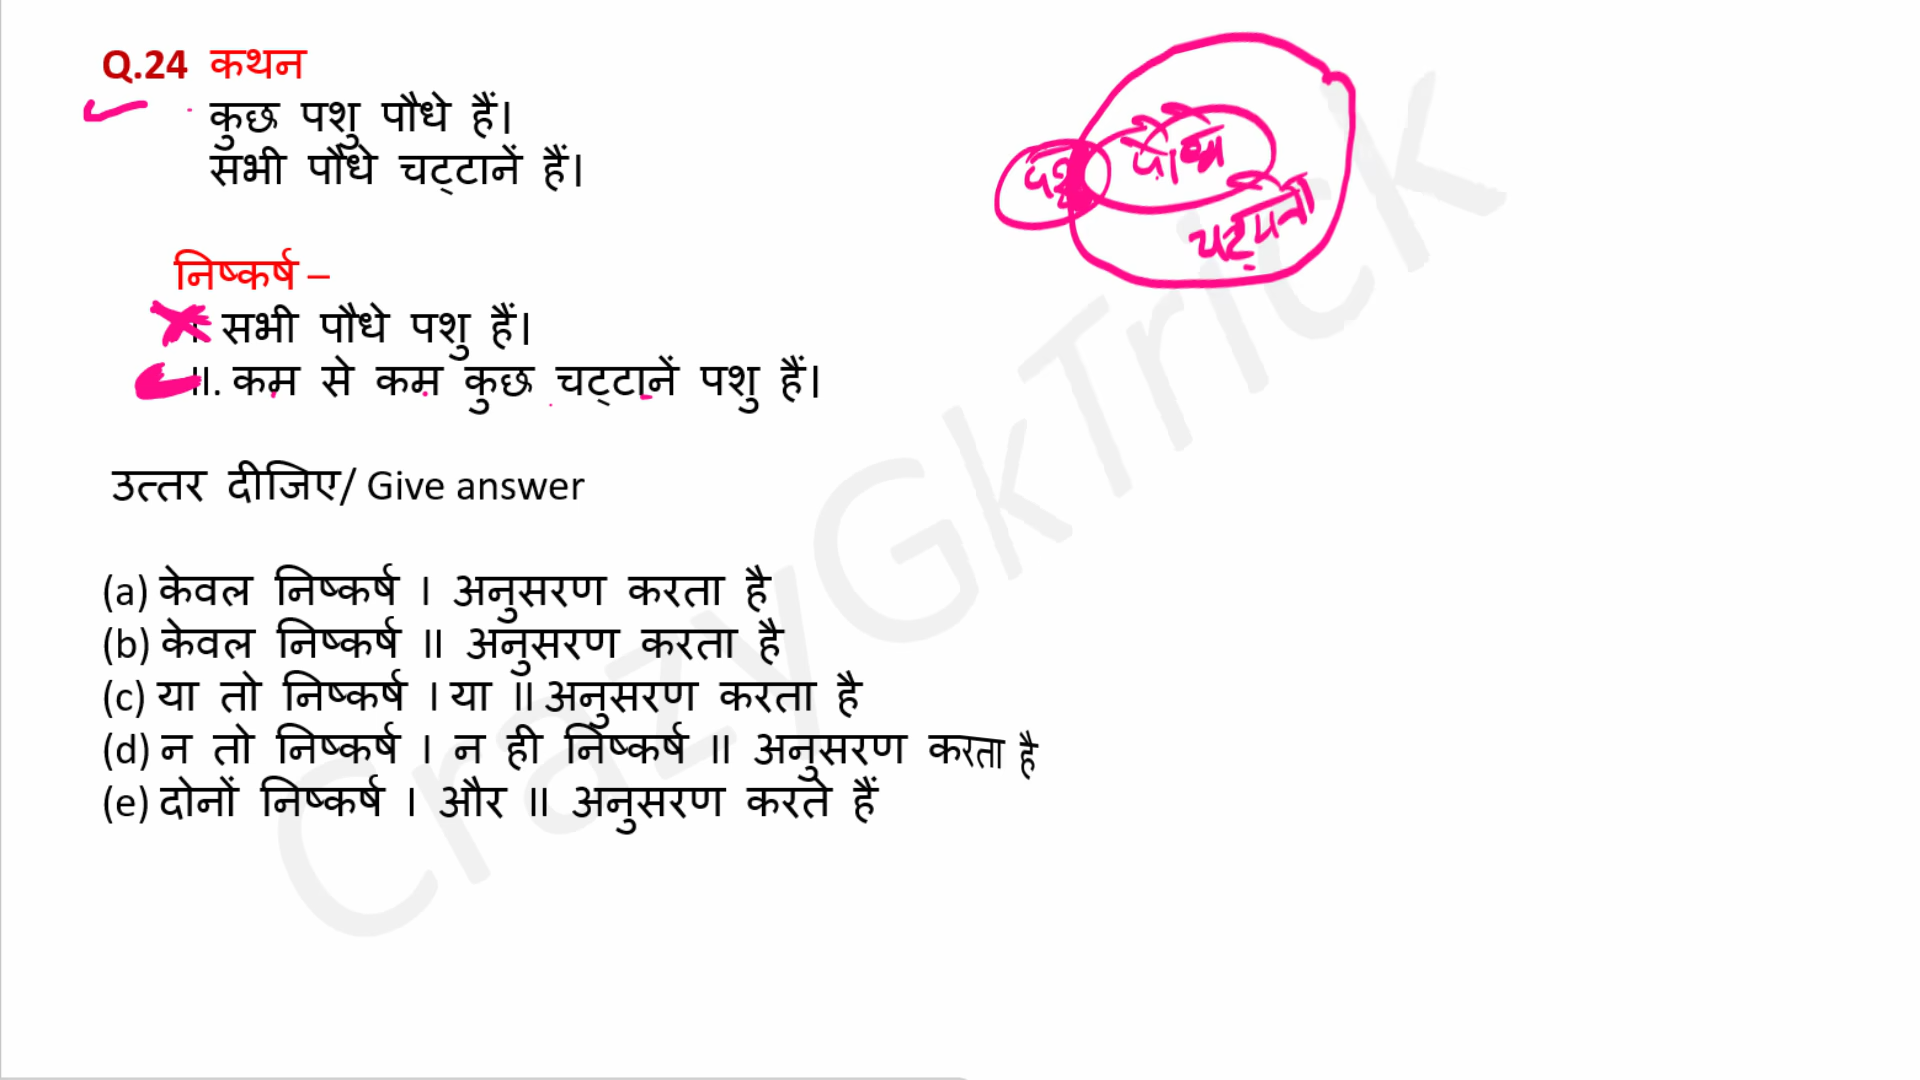 Q.24 कथन
कुछ पशु पौधे हैं।
सभी पौधे चट्टानें हैं।
पशु पौधे
चट्टानें
निष्कर्ष –
I. सभी पौधे पशु हैं।
II. कम से कम कुछ चट्टानें पशु हैं।
उत्तर दीजिए/ Give answer
(a) केवल निष्कर्ष I अनुसरण करता है
(b) केवल निष्कर्ष II अनुसरण करता है
(c) या तो निष्कर्ष I या II अनुसरण करता है
(d) न तो निष्कर्ष I न ही निष्कर्ष II अनुसरण करता है
(e) दोनों निष्कर्ष I और II अनुसरण करते हैं
CrazyGkTrick